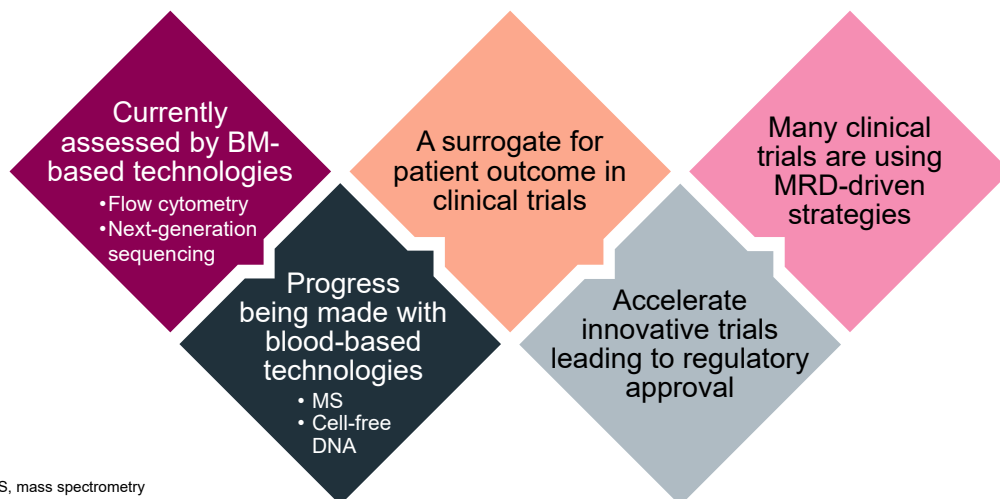 Currently
assessed by BM-
based technologies
•Flow cytometry
•Next-generation
sequencing
Progress
being made with
blood-based
technologies
• MS
• Cell-free
DNA
A surrogate for
patient outcome in
clinical trials
Accelerate
innovative trials
leading to regulatory
approval
Many clinical
trials are using
MRD-driven
strategies
S, mass spectrometry